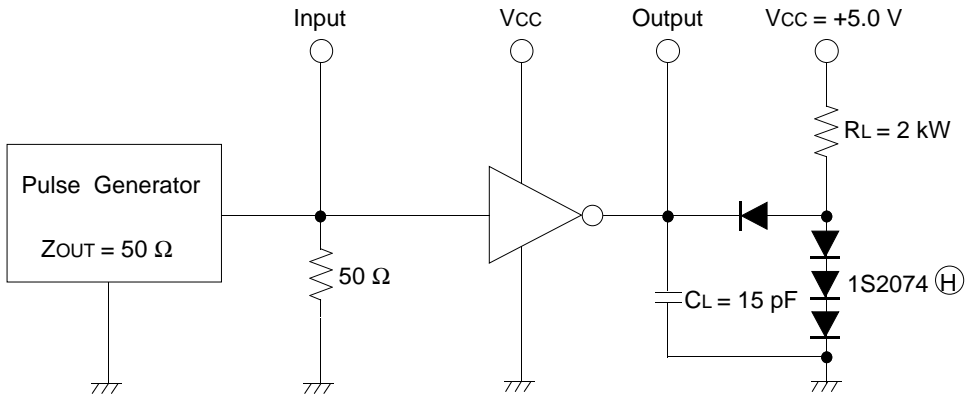 Input
VCC
Output
VCC = +5.0 V
RL = 2 kW
Pulse Generator
ZOUT = 50 Ω
50 Ω
CL = 15 pF
1S2074 Ⓗ